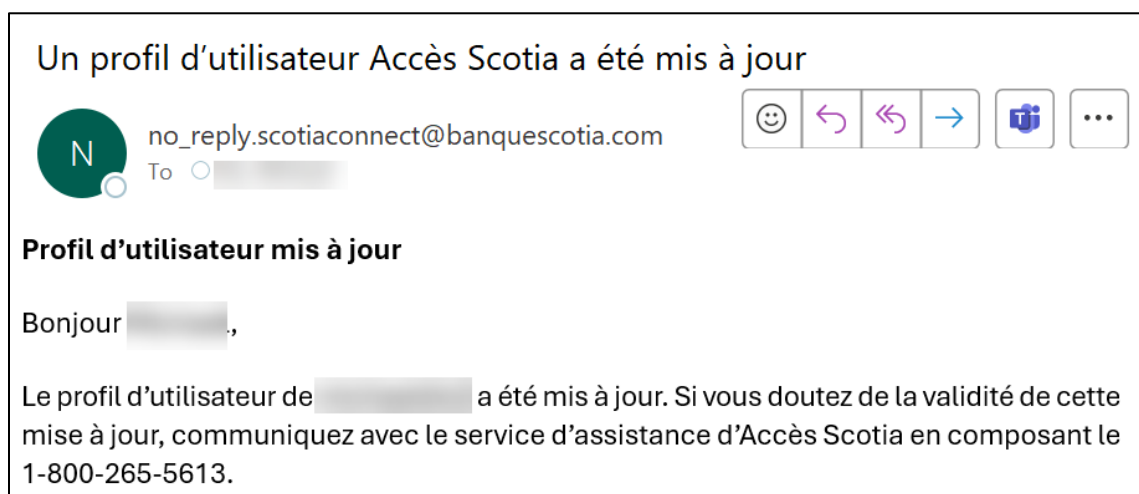 Un profil d’utilisateur Accès Scotia a été mis à jour
N
no_reply.scotiaconnect@banquescotia.com
To
Profil d’utilisateur mis à jour
Bonjour ,
Le profil d’utilisateur de a été mis à jour. Si vous doutez de la validité de cette
mise à jour, communiquez avec le service d’assistance d’Accès Scotia en composant le
1-800-265-5613.